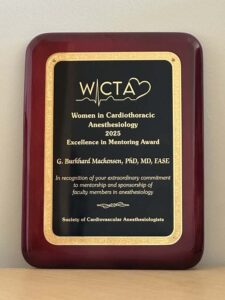 WCTA
Women in Cardiothoracic
Anesthesiology
2025
Excellence in Mentoring Award
G. Burkhard Mackensen, PhD, MD, FASE
In recognition of your extraordinary commitment
to mentorship and sponsorship of
faculty members in anesthesiology
Society of Cardiovascular Anesthesiologists